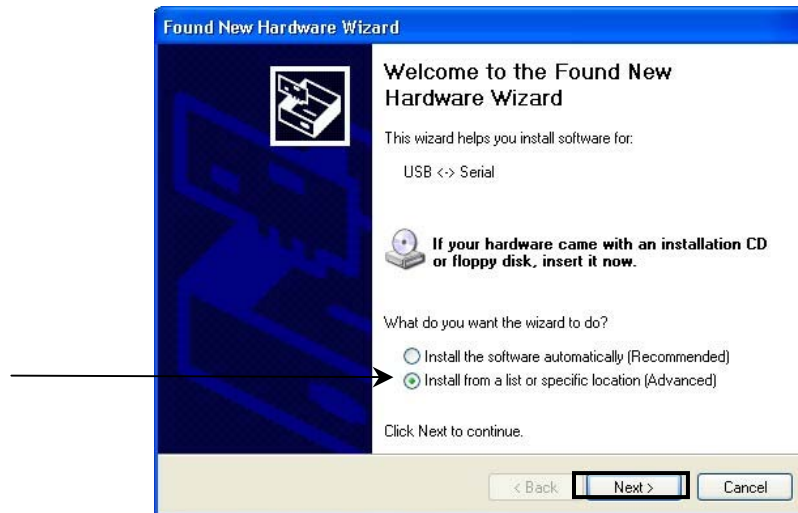 Found New Hardware Wizard
Welcome to the Found New
Hardware Wizard
This wizard helps you install software for:
USB <-> Serial
If your hardware came with an installation CD
or floppy disk, insert it now.
What do you want the wizard to do?
Install the software automatically (Recommended)
Install from a list or specific location (Advanced)
Click Next to continue.
< Back Next > Cancel